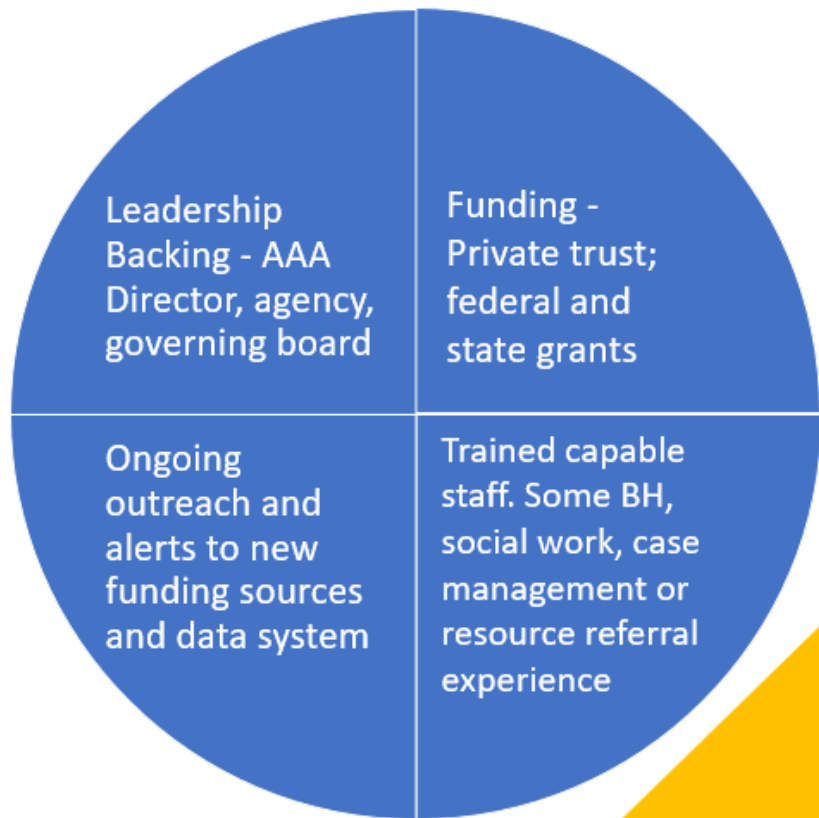 Leadership
Backing - AAA
Director, agency,
governing board
Funding -
Private trust;
federal and
state grants
Ongoing
outreach and
alerts to new
funding sources
and data system
Trained capable
staff. Some BH,
social work, case
management or
resource referral
experience